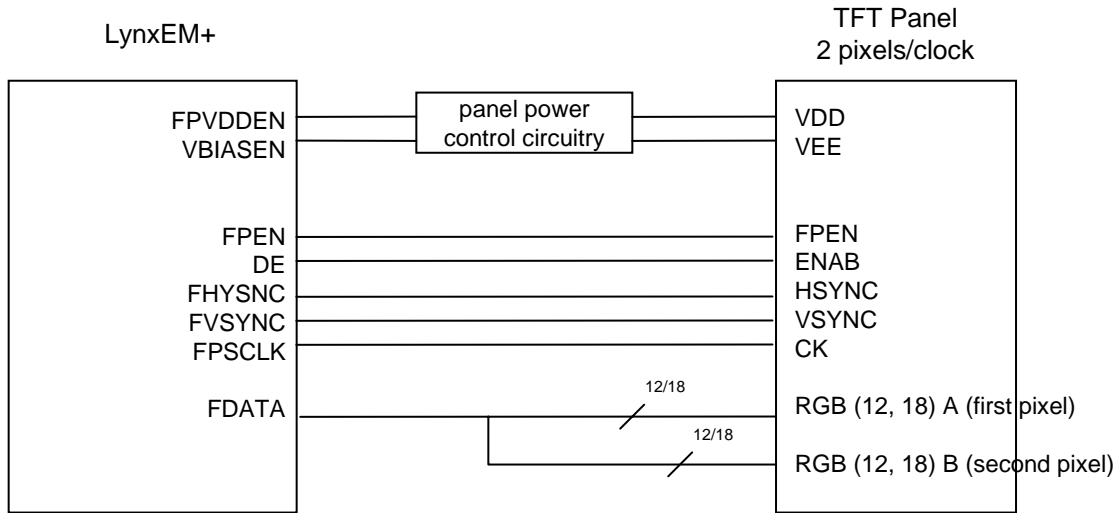 LynxEM+
TFT Panel
2 pixels/clock
FPVDDEN
VBIASEN
panel power
control circuitry
VDD
VEE
FPEN
DE
FHYSNC
FVSYNC
FPSCLK
FDATA
FPEN
ENAB
HSYNC
VSYNC
CK
12/18
RGB (12, 18) A (first pixel)
12/18
RGB (12, 18) B (second pixel)